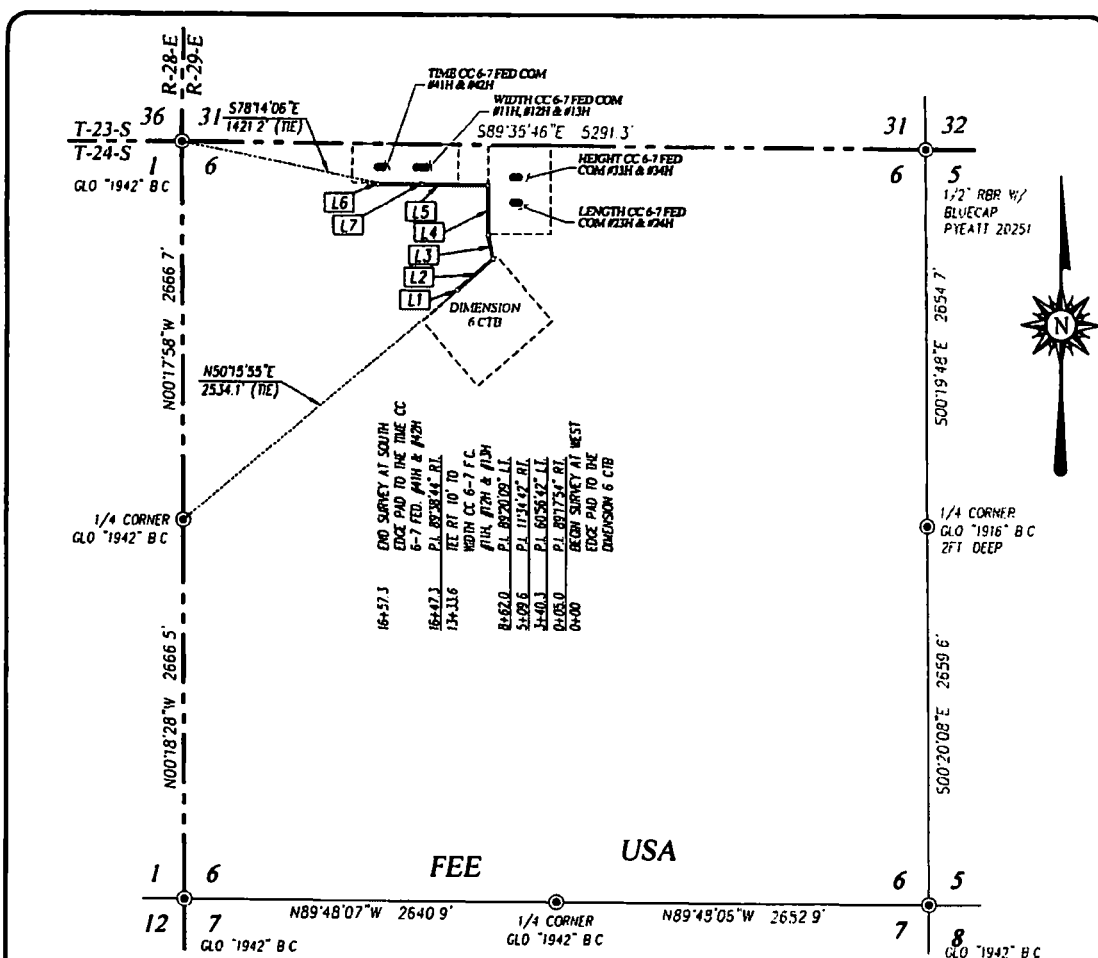 R-28-E
R-29-E
TIME CC 6-7 FED COM
#41H & #42H
WIDTH CC 6-7 FED COM
#11H, #12H & #13H
36
31
S78°14'06"E
1421 2' (TIE)
S89°35'46"E 5291.3'
31
32
T-23-S
T-24-S
1
6
GLO "1942" B C
HEIGHT CC 6-7 FED
COM #33H & #34H
6
5
1/2" RBR W/
BLUECAP
PYEATT 20251
L6
L5
L7
L4
LENGTH CC 6-7 FED
COM #23H & #24H
L3
L2
L1
DIMENSION
6 CTB
N00°17'58"W 2666 7'
S00°19'48"E 2654 7'
N
N50°15'55"E
2534.1' (TIE)
16+57.3 END SURVEY AT SOUTH
EDGE PAD TO THE TIME CC
6-7 FED. #41H & #42H
16+47.3 P.I. 89°38'44" RT.
13+33.6 TEE RT 10' TO
WIDTH CC 6-7 F.C.
#11H, #12H & #13H
8+62.0 P.I. 89°20'09" LT.
5+09.6 P.I. 11°34'42" RT.
3+40.3 P.I. 60°56'42" LT.
0+05.0 P.I. 89°17'54" RT.
0+00 BEGIN SURVEY AT WEST
EDGE PAD TO THE
DIMENSION 6 CTB
1/4 CORNER
GLO "1942" B C
1/4 CORNER
GLO "1916" B C
2FT DEEP
N00°18'28"W 2666 5'
S00°20'08"E 2659 6'
FEE
USA
1
6
6
5
N89°48'07"W 2640 9'
1/4 CORNER
GLO "1942" B C
N89°49'05"W 2652 9'
12
7
GLO "1942" B C
7
8
GLO "1942" B C